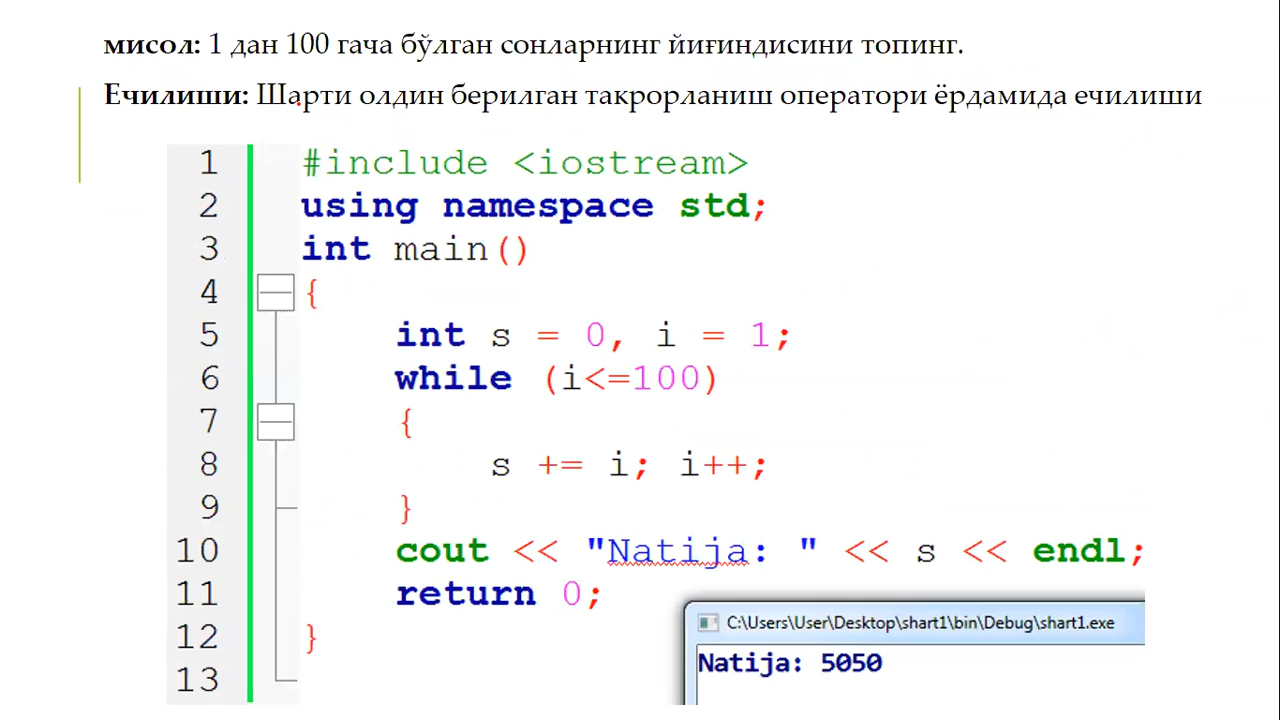 мисол: 1 дан 100 гача бўлган сонларнинг йиғиндисини топинг.
Ечилиши: Шарти олдин берилган такрорланиш оператори ёрдамида ечилиши
1 #include <iostream>
2 using namespace std;
3 int main()
4 {
5 int s = 0, i = 1;
6 while (i<=100)
7 {
8 s += i; i++;
9 }
10 cout << "Natija: " << s << endl;
11 return 0;
12 }
13
C:\Users\User\Desktop\shart1\bin\Debug\shart1.exe
Natija: 5050